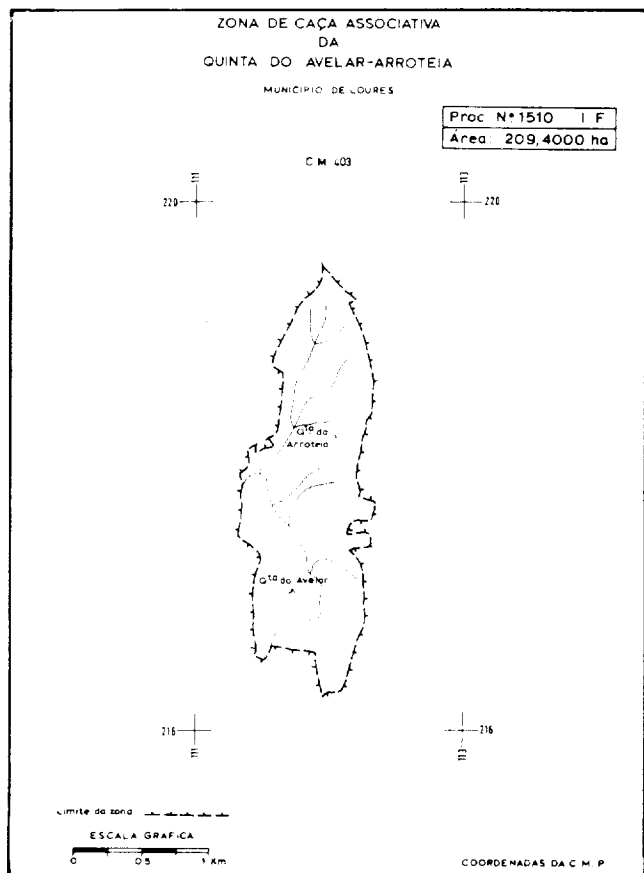 ZONA DE CAÇA ASSOCIATIVA
DA
QUINTA DO AVELAR-ARROTEIA
MUNICIPIO DE LOURES
Proc Nº 1510 I F
Área: 209,4000 ha
C M 403
111
113
220
220
Qta da
Arroteia
Qta do Avelar
216
216
111
113
Limite da zona
ESCALA GRAFICA
0 0.5 1 Km
COORDENADAS DA C M. P